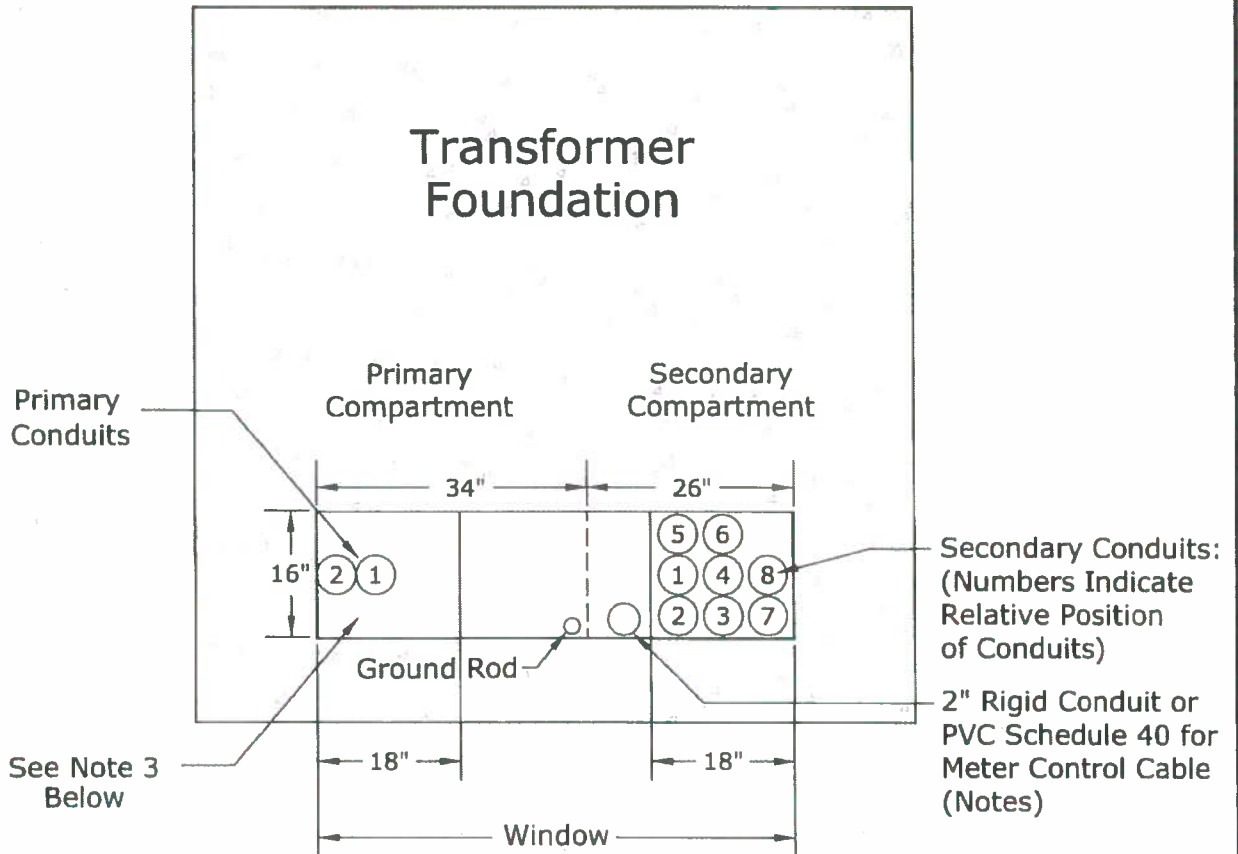 Transformer
Foundation
Primary
Compartment
Secondary
Compartment
Primary
Conduits
34"
26"
16"
2
1
5
6
1
4
8
2
3
7
Secondary Conduits:
(Numbers Indicate
Relative Position
of Conduits)
Ground Rod
2" Rigid Conduit or
PVC Schedule 40 for
Meter Control Cable
(Notes)
See Note 3
Below
18"
18"
Window